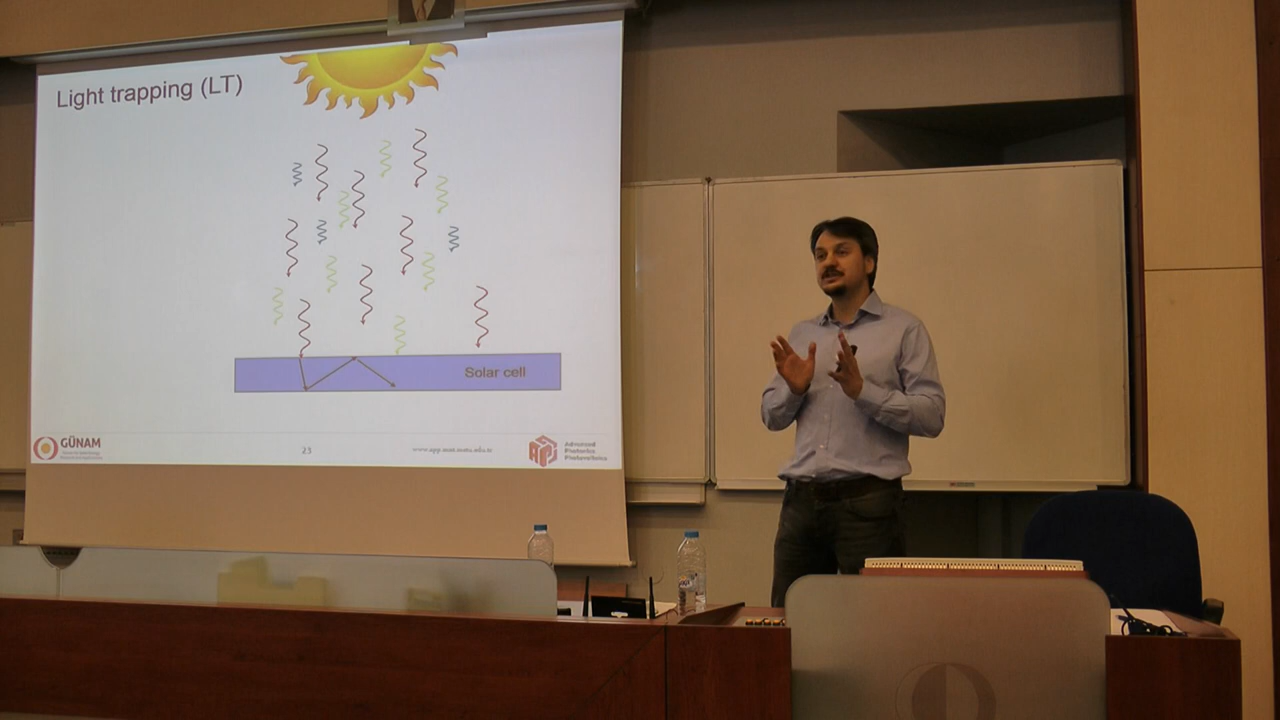 Light trapping (LT)
Solar cell
GÜNAM
23
Advanced
Photonics
Photovoltaics